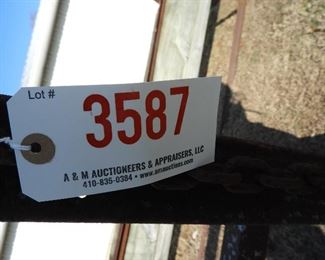 Lot #
3587
A & M AUCTIONEERS & APPRAISERS, LLC
410-835-0384 • www.amauctions.com